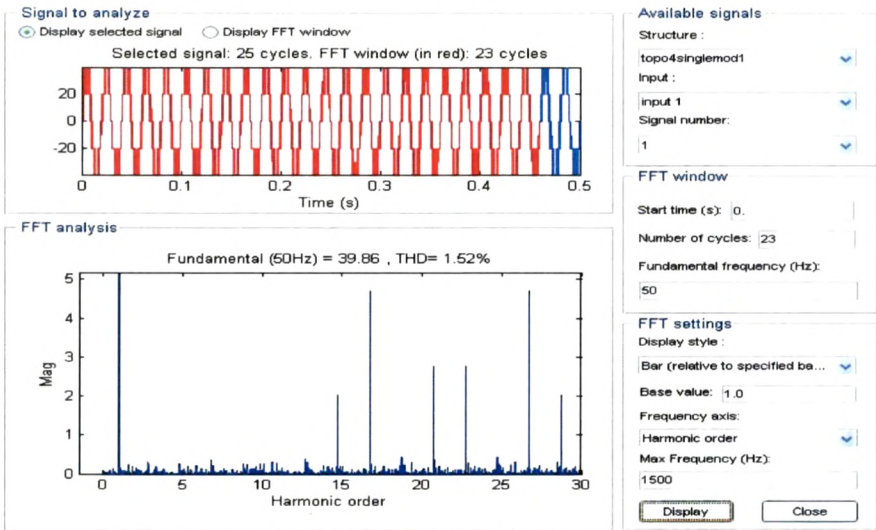 Signal to analyze
Display selected signal Display FFT window
Selected signal: 25 cycles. FFT window (in red): 23 cycles
20
0
-20
0 0.1 0.2 0.3 0.4 0.5
Time (s)
FFT analysis
Fundamental (50Hz) = 39.86 , THD= 1.52%
5
4
3
2
1
0
Mag
0 5 10 15 20 25 30
Harmonic order
Available signals
Structure :
topo4singlemod1
Input :
input 1
Signal number:
1
FFT window
Start time (s): 0.
Number of cycles: 23
Fundamental frequency (Hz):
50
FFT settings
Display style :
Bar (relative to specified ba...
Base value: 1.0
Frequency axis:
Harmonic order
Max Frequency (Hz):
1500
Display Close